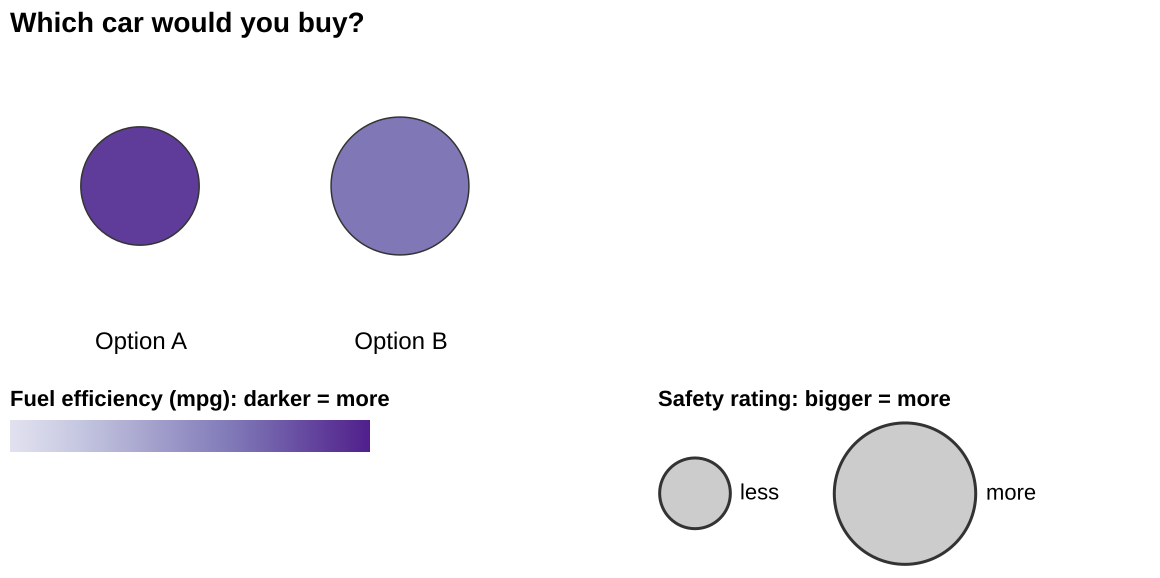 Which car would you buy?
Option A
Option B
Fuel efficiency (mpg): darker = more
Safety rating: bigger = more
less
more